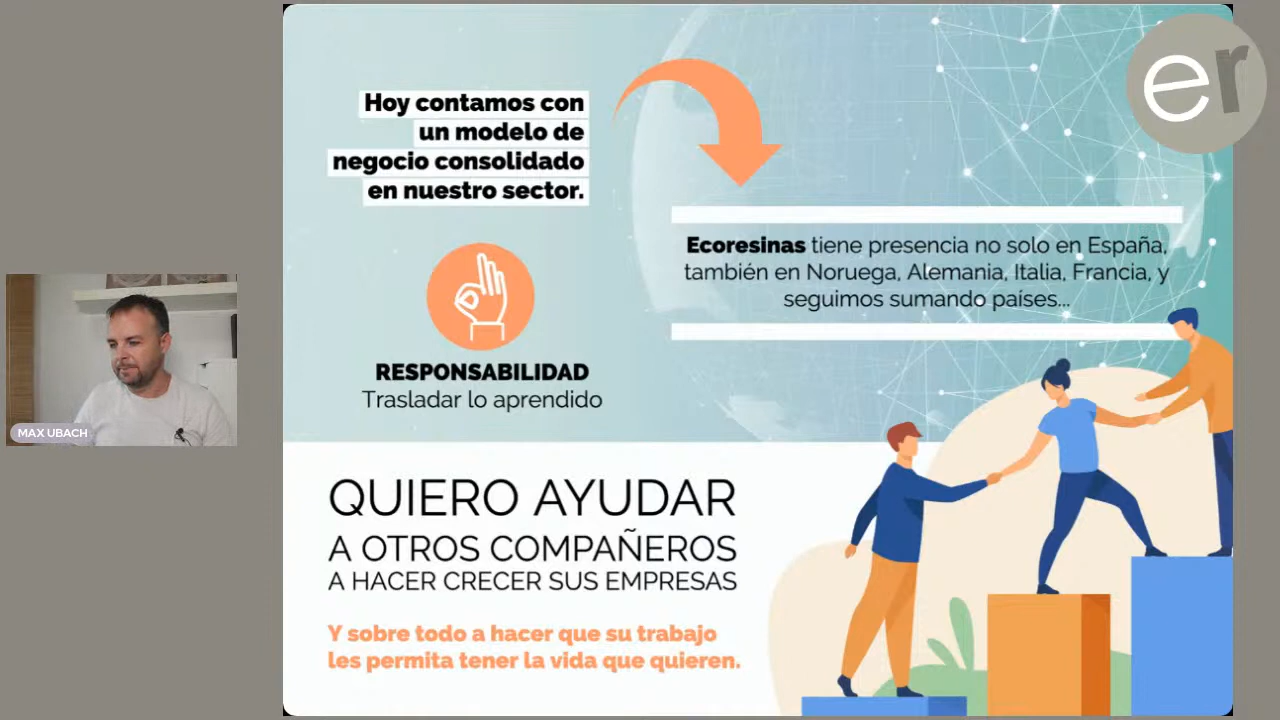 er
Hoy contamos con
un modelo de
negocio consolidado
en nuestro sector.
Ecoresinas tiene presencia no solo en España,
también en Noruega, Alemania, Italia, Francia, y
seguimos sumando países...
RESPONSABILIDAD
Trasladar lo aprendido
MAX UBACH
QUIERO AYUDAR
A OTROS COMPAÑEROS
A HACER CRECER SUS EMPRESAS
Y sobre todo a hacer que su trabajo
les permita tener la vida que quieren.